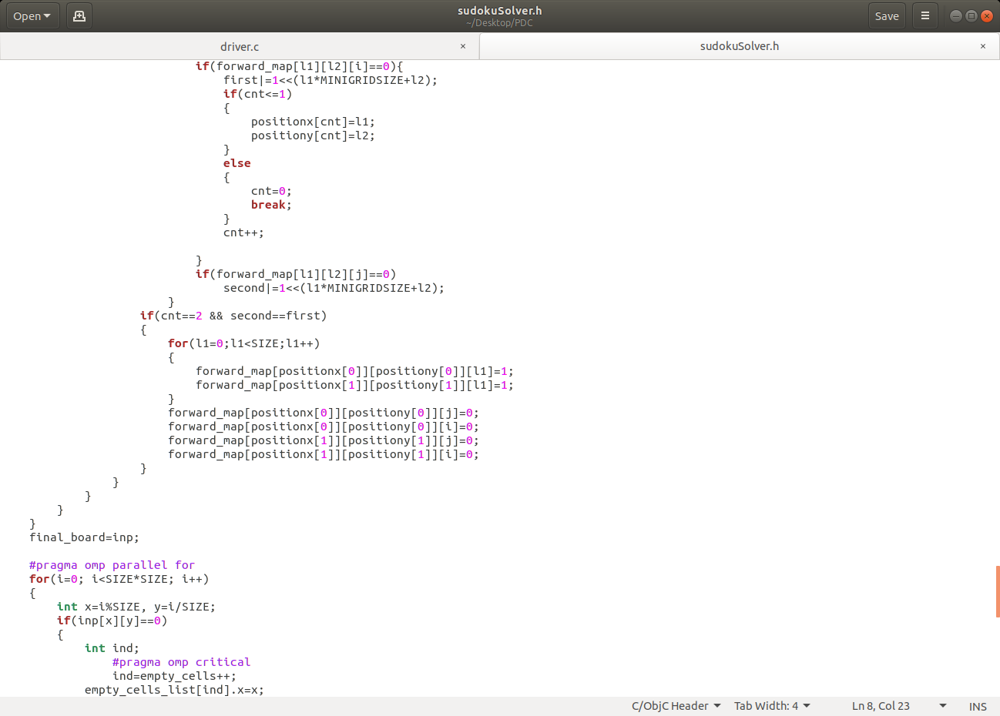 Open
sudokuSolver.h
~/Desktop/PDC
Save
driver.c ×
sudokuSolver.h ×
if(forward_map[l1][l2][i]==0){
first|=1<<(l1*MINIGRIDSIZE+l2);
if(cnt<=1)
{
positionx[cnt]=l1;
positiony[cnt]=l2;
}
else
{
cnt=0;
break;
}
cnt++;
}
if(forward_map[l1][l2][j]==0)
second|=1<<(l1*MINIGRIDSIZE+l2);
}
if(cnt==2 && second==first)
{
for(l1=0;l1<SIZE;l1++)
{
forward_map[positionx[0]][positiony[0]][l1]=1;
forward_map[positionx[1]][positiony[1]][l1]=1;
}
forward_map[positionx[0]][positiony[0]][j]=0;
forward_map[positionx[0]][positiony[0]][i]=0;
forward_map[positionx[1]][positiony[1]][j]=0;
forward_map[positionx[1]][positiony[1]][i]=0;
}
}
}
}
}
final_board=inp;
#pragma omp parallel for
for(i=0; i<SIZE*SIZE; i++)
{
int x=i%SIZE, y=i/SIZE;
if(inp[x][y]==0)
{
int ind;
#pragma omp critical
ind=empty_cells++;
empty_cells_list[ind].x=x;
C/ObjC Header Tab Width: 4 Ln 8, Col 23 INS